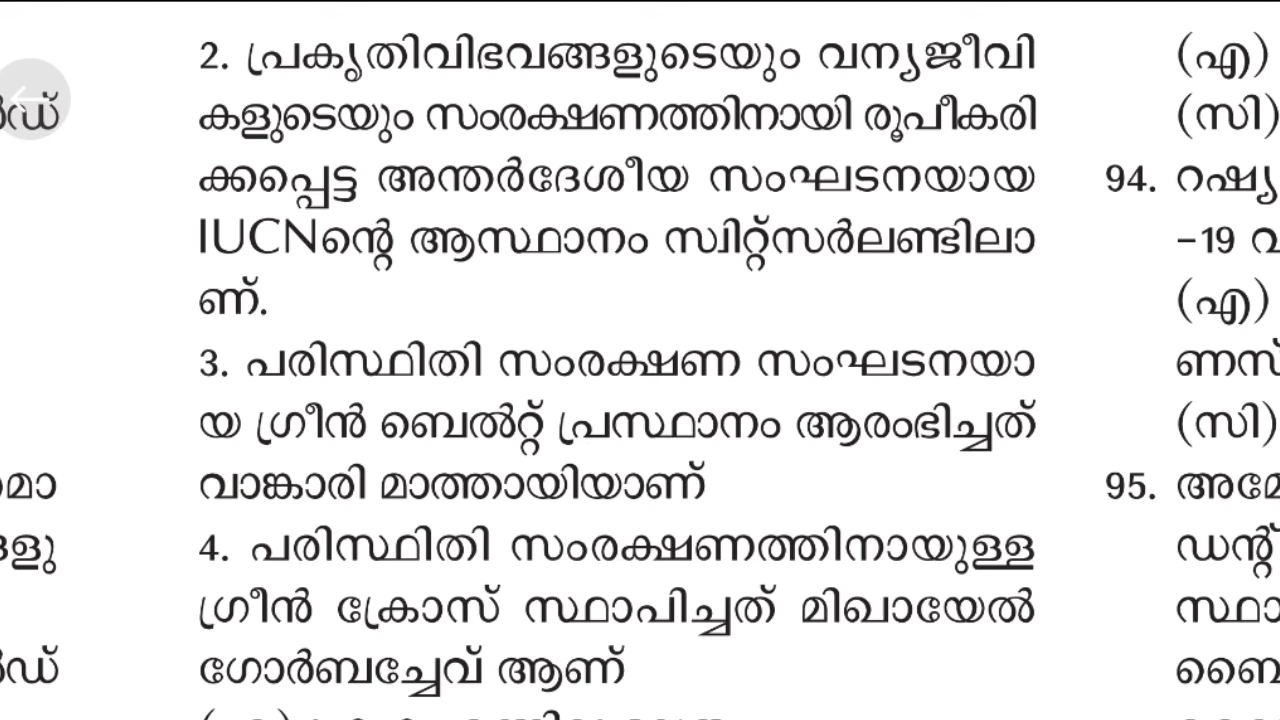 2. പ്രകൃതിവിഭവങ്ങളുടെയും വന്യജീവി
കളുടെയും സംരക്ഷണത്തിനായി രൂപീകരി
ക്കപ്പെട്ട അന്തർദേശീയ സംഘടനയായ
IUCNന്റെ ആസ്ഥാനം സ്വിറ്റ്സർലണ്ടിലാ
ണ്.
3. പരിസ്ഥിതി സംരക്ഷണ സംഘടനയാ
യ ഗ്രീൻ ബെൽറ്റ് പ്രസ്ഥാനം ആരംഭിച്ചത്
വാങ്കാരി മാത്തായിയാണ്
4. പരിസ്ഥിതി സംരക്ഷണത്തിനായുള്ള
ഗ്രീൻ ക്രോസ് സ്ഥാപിച്ചത് മിഖായേൽ
ഗോർബച്ചേവ് ആണ്
(എ)
(സി)
94. റഷ്യ
-19
(എ)
ണസ്
(സി)
95. അമേ
ഡന്റ്
സ്ഥാ
ബൈ